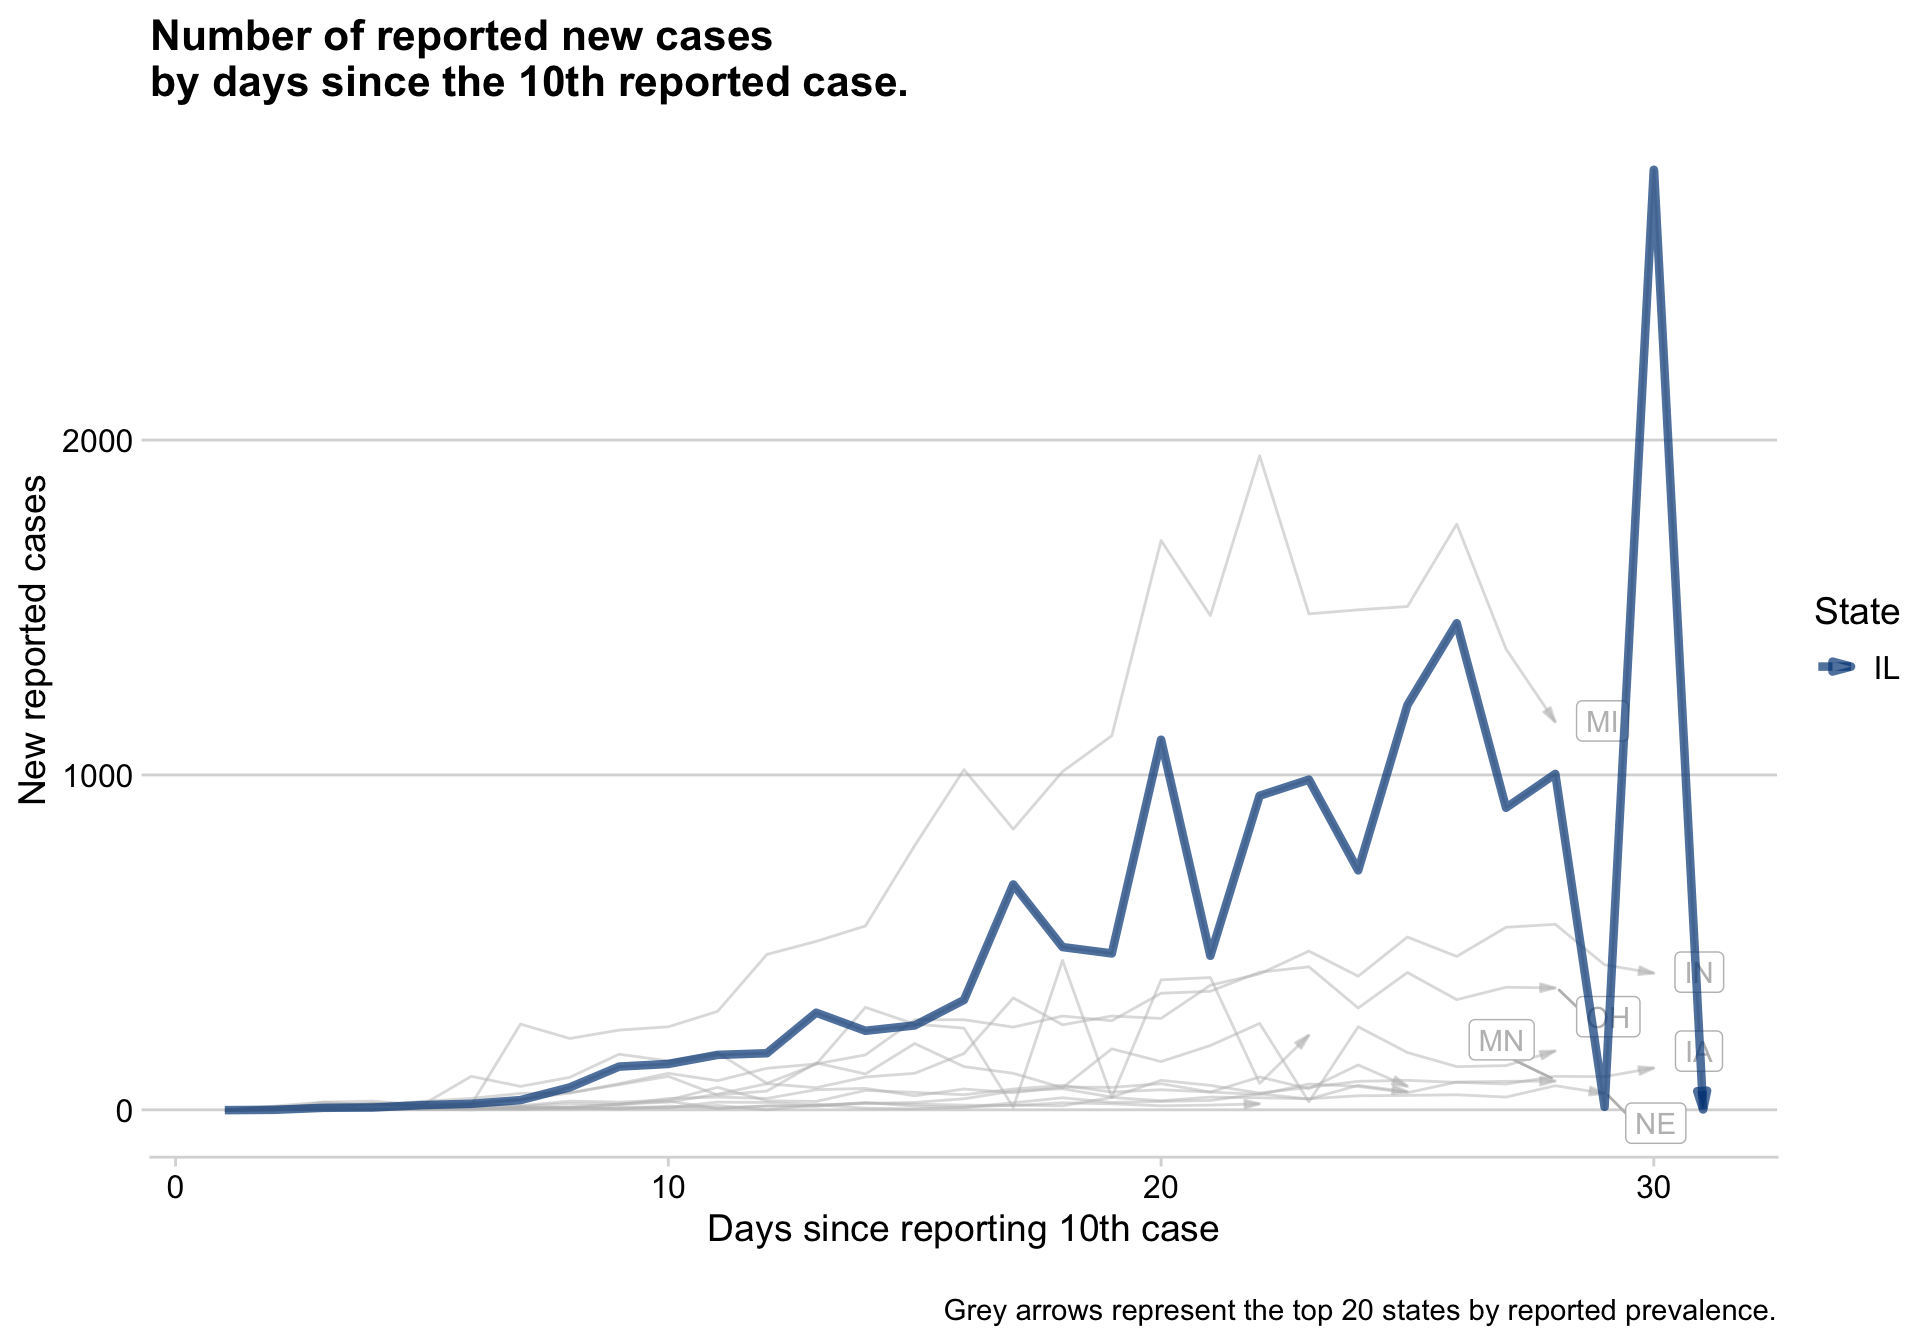 Number of reported new cases
by days since the 10th reported case.
New reported cases
2000
1000
0
MI
IN
OH
MN
IA
NE
State
IL
0
10
20
30
Days since reporting 10th case
Grey arrows represent the top 20 states by reported prevalence.